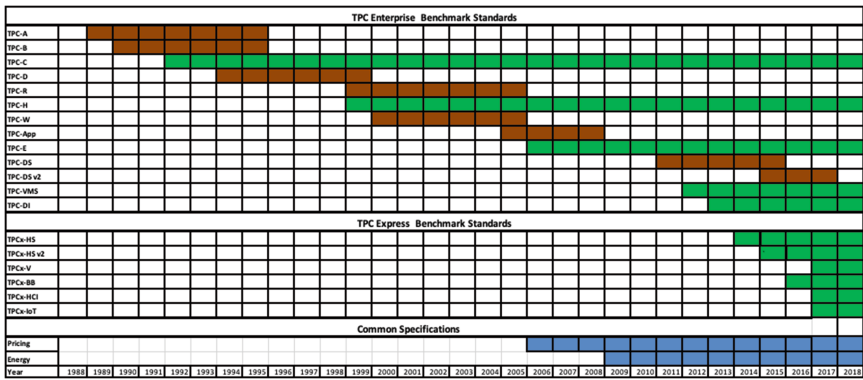 TPC Enterprise Benchmark Standards
TPC-A
TPC-B
TPC-C
TPC-D
TPC-R
TPC-H
TPC-W
TPC-App
TPC-E
TPC-DS
TPC-DS v2
TPC-VMS
TPC-DI
TPC Express Benchmark Standards
TPCx-HS
TPCx-HS v2
TPCx-V
TPCx-BB
TPCx-HCI
TPCx-IoT
Common Specifications
Pricing
Energy
Year 1988 1989 1990 1991 1992 1993 1994 1995 1996 1997 1998 1999 2000 2001 2002 2003 2004 2005 2006 2007 2008 2009 2010 2011 2012 2013 2014 2015 2016 2017 2018